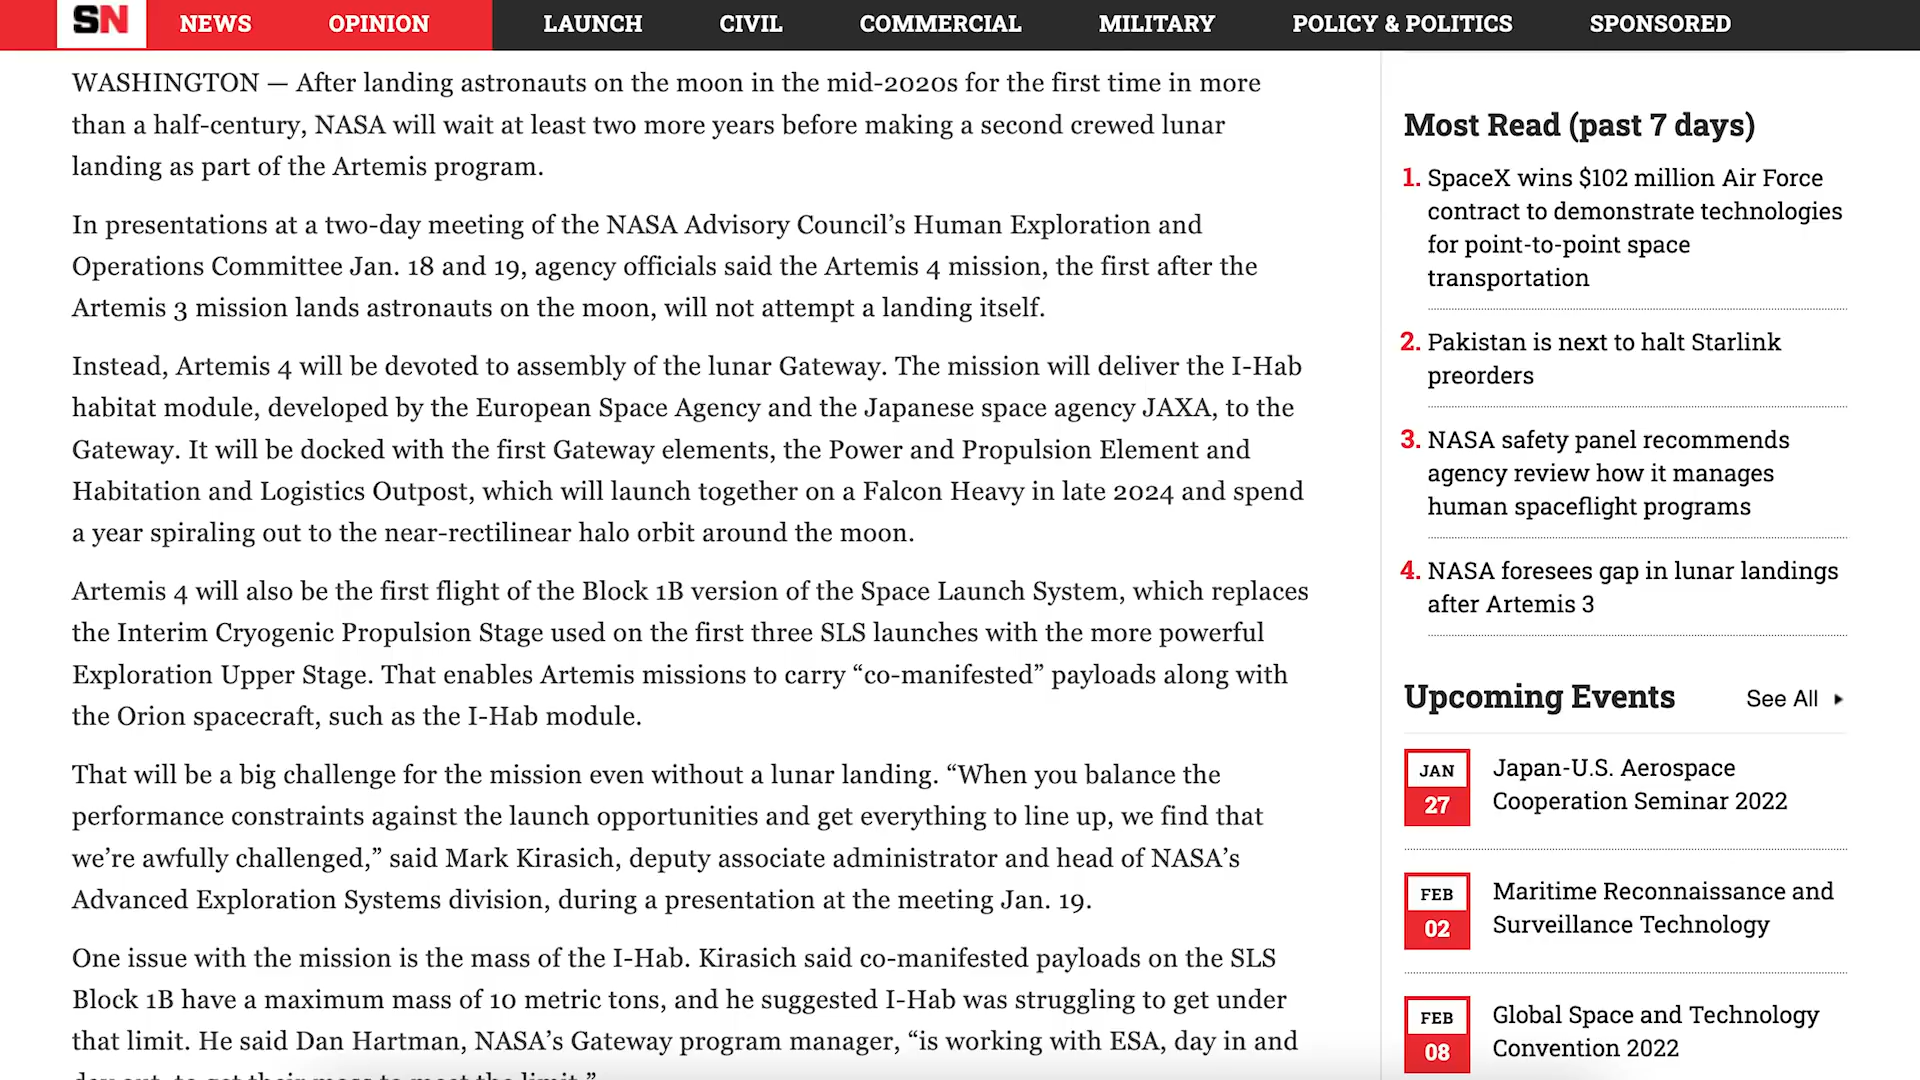 SN NEWS OPINION LAUNCH CIVIL COMMERCIAL MILITARY POLICY & POLITICS SPONSORED
WASHINGTON — After landing astronauts on the moon in the mid-2020s for the first time in more
than a half-century, NASA will wait at least two more years before making a second crewed lunar
landing as part of the Artemis program.
In presentations at a two-day meeting of the NASA Advisory Council’s Human Exploration and
Operations Committee Jan. 18 and 19, agency officials said the Artemis 4 mission, the first after the
Artemis 3 mission lands astronauts on the moon, will not attempt a landing itself.
Instead, Artemis 4 will be devoted to assembly of the lunar Gateway. The mission will deliver the I-Hab
habitat module, developed by the European Space Agency and the Japanese space agency JAXA, to the
Gateway. It will be docked with the first Gateway elements, the Power and Propulsion Element and
Habitation and Logistics Outpost, which will launch together on a Falcon Heavy in late 2024 and spend
a year spiraling out to the near-rectilinear halo orbit around the moon.
Artemis 4 will also be the first flight of the Block 1B version of the Space Launch System, which replaces
the Interim Cryogenic Propulsion Stage used on the first three SLS launches with the more powerful
Exploration Upper Stage. That enables Artemis missions to carry “co-manifested” payloads along with
the Orion spacecraft, such as the I-Hab module.
That will be a big challenge for the mission even without a lunar landing. “When you balance the
performance constraints against the launch opportunities and get everything to line up, we find that
we’re awfully challenged,” said Mark Kirasich, deputy associate administrator and head of NASA’s
Advanced Exploration Systems division, during a presentation at the meeting Jan. 19.
One issue with the mission is the mass of the I-Hab. Kirasich said co-manifested payloads on the SLS
Block 1B have a maximum mass of 10 metric tons, and he suggested I-Hab was struggling to get under
that limit. He said Dan Hartman, NASA’s Gateway program manager, “is working with ESA, day in and
day out, to get their mass to meet the limit.”
Most Read (past 7 days)
1. SpaceX wins $102 million Air Force
contract to demonstrate technologies
for point-to-point space
transportation
2. Pakistan is next to halt Starlink
preorders
3. NASA safety panel recommends
agency review how it manages
human spaceflight programs
4. NASA foresees gap in lunar landings
after Artemis 3
Upcoming Events See All
JAN
27
Japan-U.S. Aerospace
Cooperation Seminar 2022
FEB
02
Maritime Reconnaissance and
Surveillance Technology
FEB
08
Global Space and Technology
Convention 2022